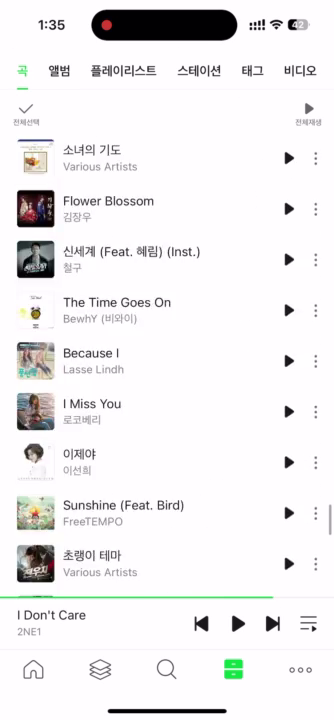 1:35
42
곡 앨범 플레이리스트 스테이션 태그 비디오
전체선택 전체재생
소녀의 기도
Various Artists
Flower Blossom
김장우
신세계 (Feat. 혜림) (Inst.)
철구
The Time Goes On
BewhY (비와이)
Because I
Lasse Lindh
I Miss You
로코베리
이제야
이선희
Sunshine (Feat. Bird)
FreeTEMPO
초랭이 테마
Various Artists
I Don't Care
2NE1